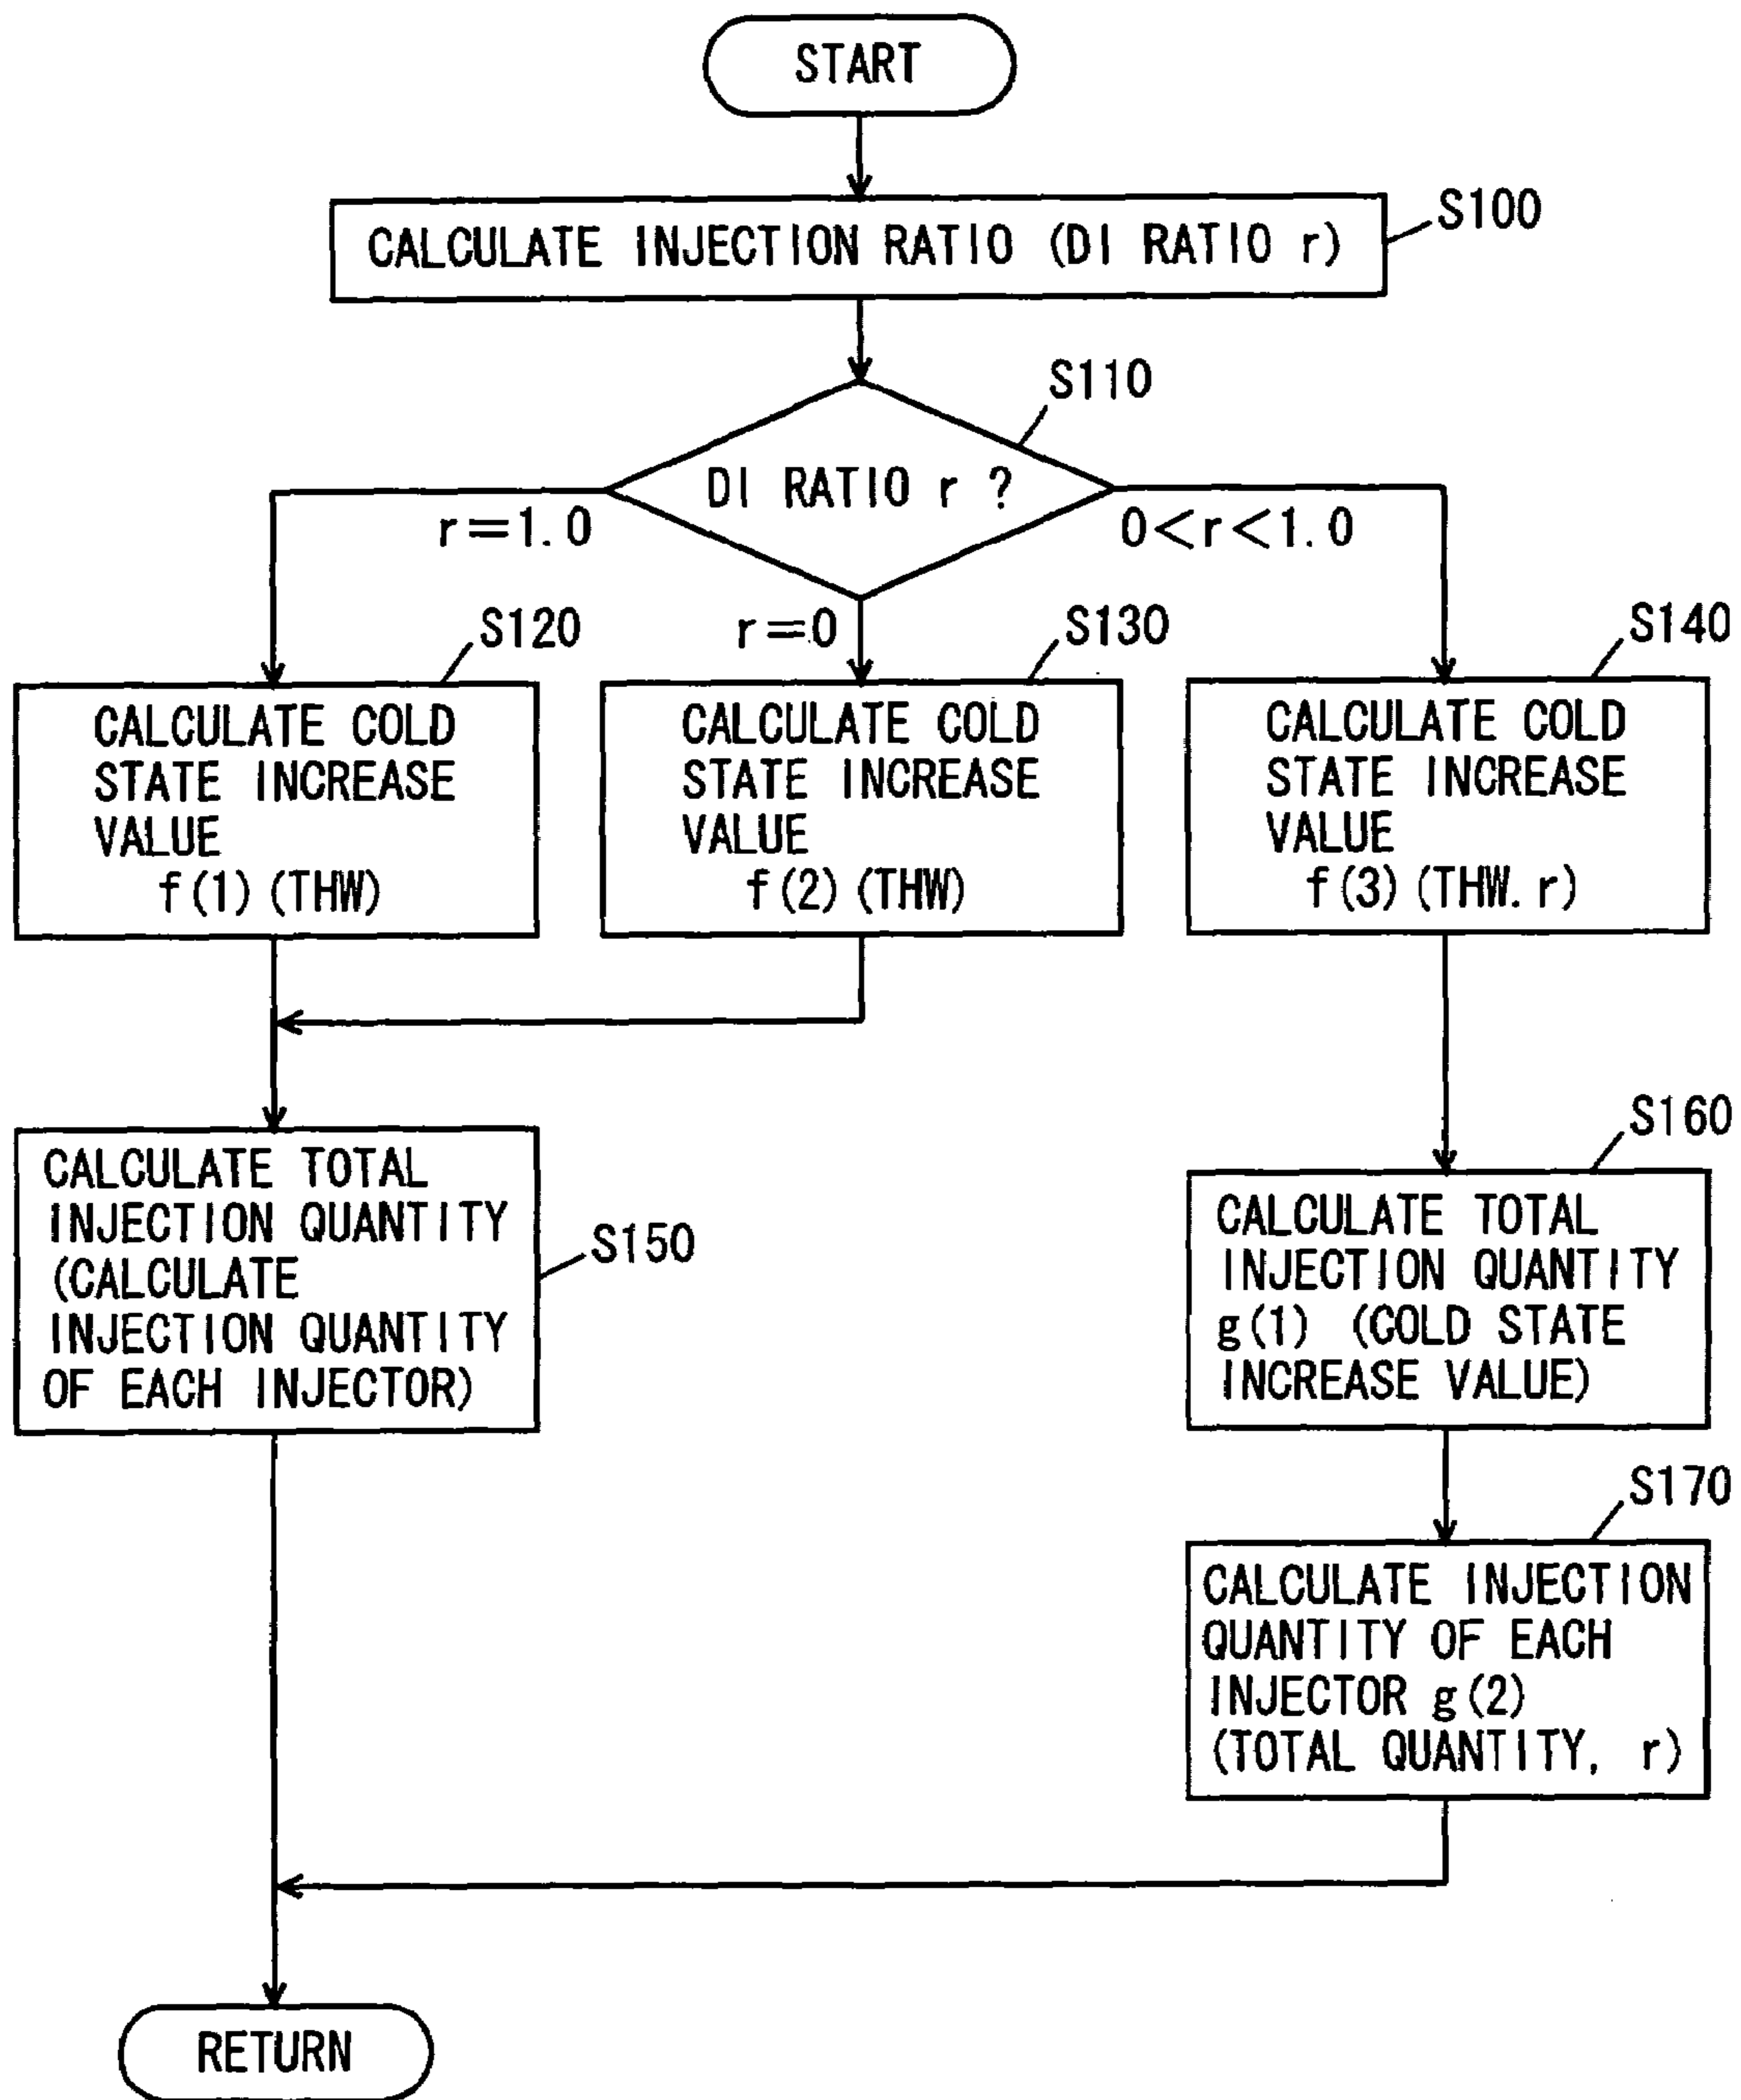 START
CALCULATE INJECTION RATIO (DI RATIO r)
S100
S110
DI RATIO r ?
r=1.0
0<r<1.0
r=0
S120
S130
S140
CALCULATE COLD
STATE INCREASE
VALUE
f(1)(THW)
CALCULATE COLD
STATE INCREASE
VALUE
f(2)(THW)
CALCULATE COLD
STATE INCREASE
VALUE
f(3)(THW. r)
CALCULATE TOTAL
INJECTION QUANTITY
(CALCULATE
INJECTION QUANTITY
OF EACH INJECTOR)
S150
S160
CALCULATE TOTAL
INJECTION QUANTITY
g(1) (COLD STATE
INCREASE VALUE)
S170
CALCULATE INJECTION
QUANTITY OF EACH
INJECTOR g(2)
(TOTAL QUANTITY, r)
RETURN